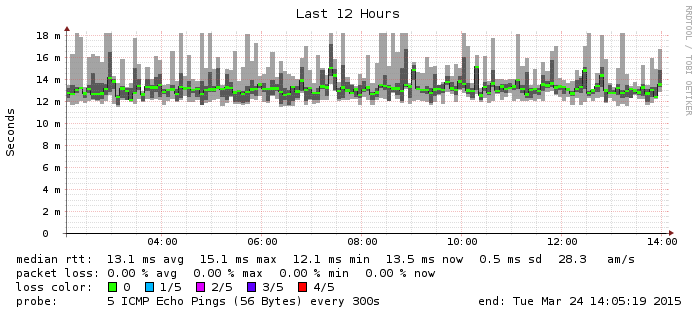 Last 12 Hours
RRDTOOL / TOBI OETIKER
Seconds
18 m
16 m
14 m
12 m
10 m
8 m
6 m
4 m
2 m
0
04:00 06:00 08:00 10:00 12:00 14:00
median rtt: 13.1 ms avg 15.1 ms max 12.1 ms min 13.5 ms now 0.5 ms sd 28.3 am/s
packet loss: 0.00 % avg 0.00 % max 0.00 % min 0.00 % now
loss color: 0 1/5 2/5 3/5 4/5
probe: 5 ICMP Echo Pings (56 Bytes) every 300s end: Tue Mar 24 14:05:19 2015